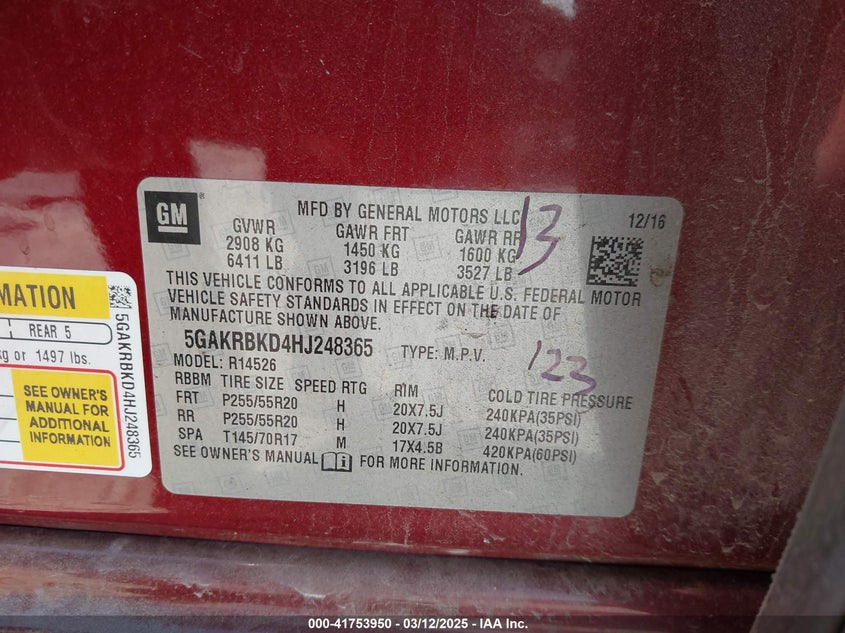 GM
®
MFD BY GENERAL MOTORS LLC
12/16
GVWR GAWR FRT GAWR RR
2908 KG 1450 KG 1600 KG
6411 LB 3196 LB 3527 LB
13
THIS VEHICLE CONFORMS TO ALL APPLICABLE U.S. FEDERAL MOTOR
VEHICLE SAFETY STANDARDS IN EFFECT ON THE DATE OF
MANUFACTURE SHOWN ABOVE.
5GAKRBKD4HJ248365 TYPE: M.P.V.
123
MODEL: R14526
RBBM TIRE SIZE SPEED RTG RIM COLD TIRE PRESSURE
FRT P255/55R20 H 20X7.5J 240KPA(35PSI)
RR P255/55R20 H 20X7.5J 240KPA(35PSI)
SPA T145/70R17 M 17X4.5B 420KPA(60PSI)
SEE OWNER'S MANUAL FOR MORE INFORMATION.
MATION
REAR 5
kg or 1497 lbs.
SEE OWNER'S
MANUAL FOR
ADDITIONAL
INFORMATION
5GAKRBKD4HJ248365
000-41753950 - 03/12/2025 - IAA Inc.